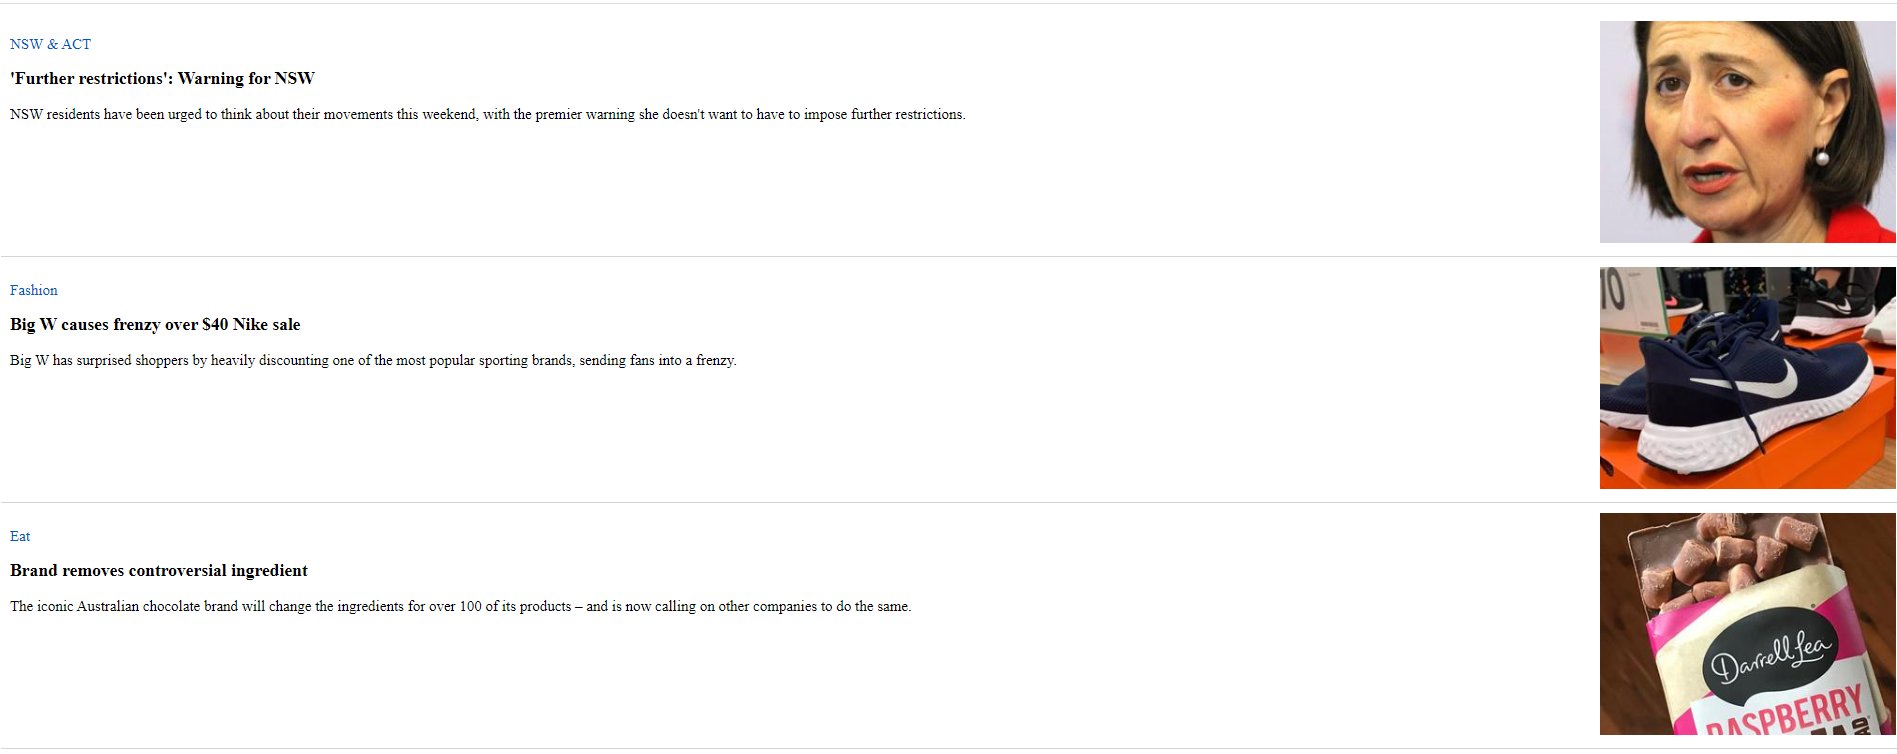 NSW & ACT
'Further restrictions': Warning for NSW
NSW residents have been urged to think about their movements this weekend, with the premier warning she doesn't want to have to impose further restrictions.
Fashion
Big W causes frenzy over $40 Nike sale
Big W has surprised shoppers by heavily discounting one of the most popular sporting brands, sending fans into a frenzy.
10
Eat
Brand removes controversial ingredient
The iconic Australian chocolate brand will change the ingredients for over 100 of its products – and is now calling on other companies to do the same.
Darrell Lea
RASPBERRY